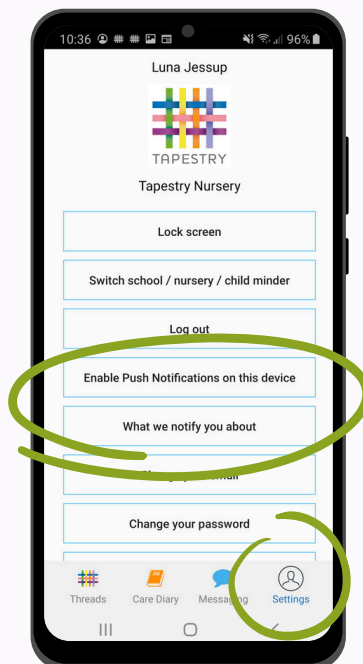 10:36 96%
Luna Jessup
TAPESTRY
Tapestry Nursery
Lock screen
Switch school / nursery / child minder
Log out
Enable Push Notifications on this device
What we notify you about
Change your password
Threads Care Diary Messaging Settings